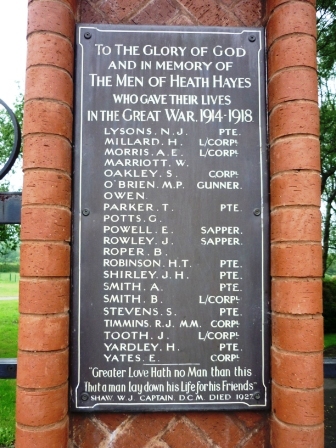 TO THE GLORY OF GOD
AND IN MEMORY OF
THE MEN OF HEATH HAYES
WHO GAVE THEIR LIVES
IN THE GREAT WAR. 1914-1918.
LYSONS. N. J. PTE.
MILLARD. H. L/CORPL
MORRIS. A. E. L/CORPL
MARRIOTT. W.
OAKLEY. S. CORPL
O'BRIEN. M.P. GUNNER.
OWEN.
PARKER. T. PTE.
POTTS. G.
POWELL. E. SAPPER.
ROWLEY. J. SAPPER.
ROPER. B.
ROBINSON. H.T. PTE.
SHIRLEY. J. H. PTE.
SMITH. A. PTE.
SMITH. B. L/CORPL
STEVENS. S. PTE.
TIMMINS. R.J. MM. CORPL
TOOTH. J. L/CORPL
YARDLEY. H. PTE.
YATES. E. CORPL
"Greater Love Hath no Man than this
That a man lay down his Life for his Friends"
SHAW. W. J. CAPTAIN. D.C.M. DIED 1927.